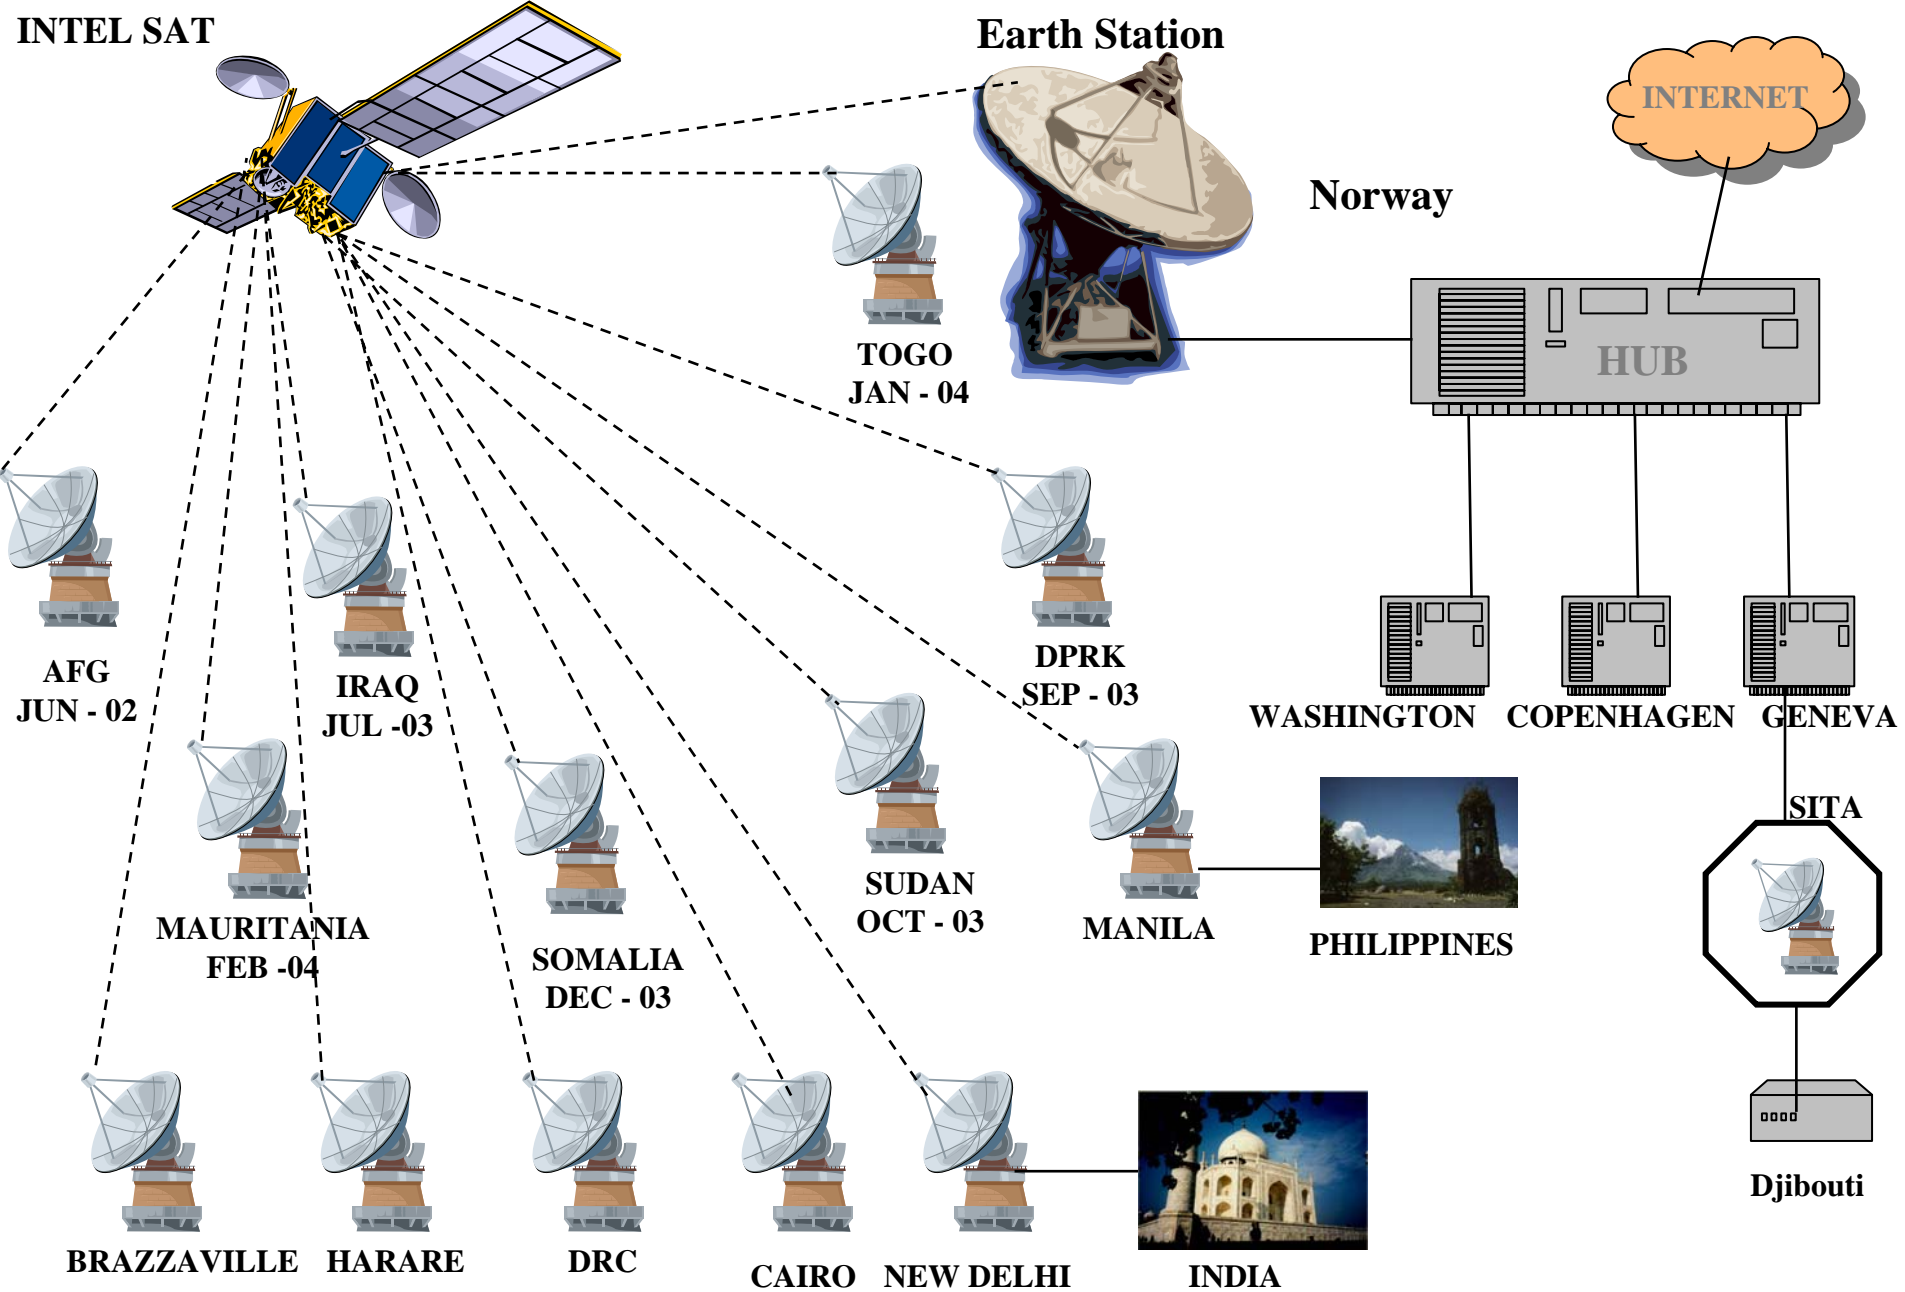 INTEL SAT
Earth Station
INTERNET
Norway
HUB
TOGO
JAN - 04
AFG
JUN - 02
IRAQ
JUL -03
DPRK
SEP - 03
WASHINGTON
COPENHAGEN
GENEVA
SITA
MAURITANIA
FEB -04
SOMALIA
DEC - 03
SUDAN
OCT - 03
MANILA
PHILIPPINES
Djibouti
BRAZZAVILLE
HARARE
DRC
CAIRO
NEW DELHI
INDIA